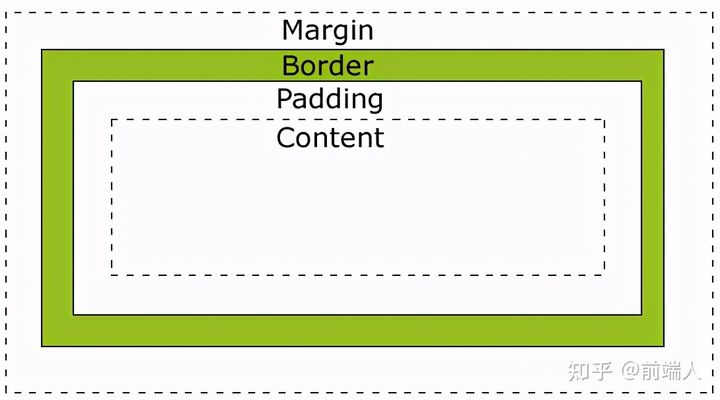 Margin
Border
Padding
Content
知乎 @前端人